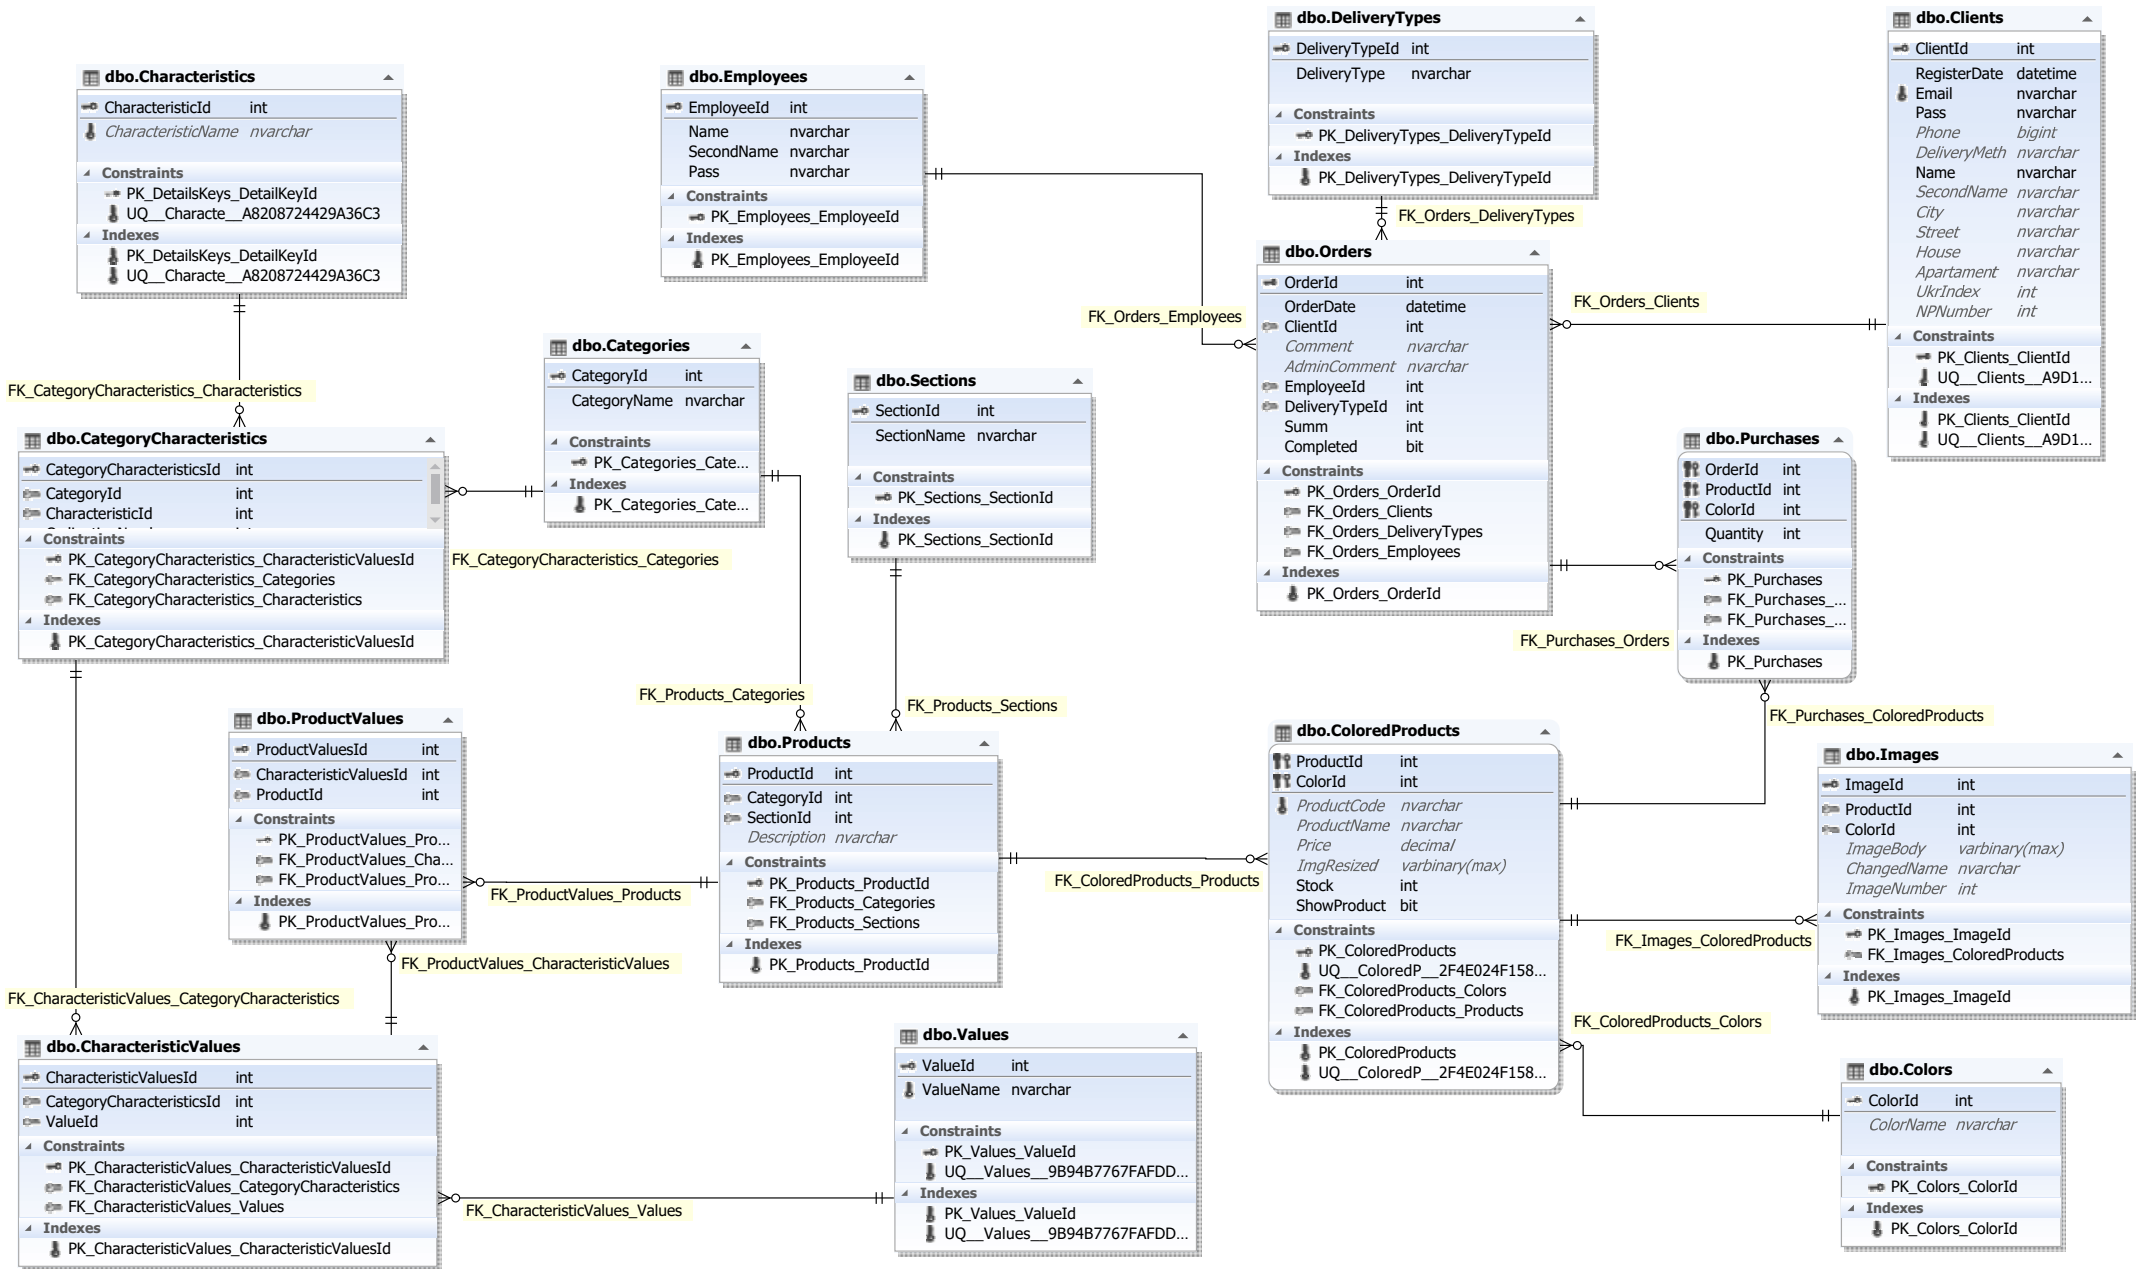 dbo.Characteristics
CharacteristicId int
CharacteristicName nvarchar
Constraints
PK_DetailsKeys_DetailKeyId
UQ__Characte__A8208724429A36C3
Indexes
PK_DetailsKeys_DetailKeyId
UQ__Characte__A8208724429A36C3
dbo.Employees
EmployeeId int
Name nvarchar
SecondName nvarchar
Pass nvarchar
Constraints
PK_Employees_EmployeeId
Indexes
PK_Employees_EmployeeId
dbo.DeliveryTypes
DeliveryTypeId int
DeliveryType nvarchar
Constraints
PK_DeliveryTypes_DeliveryTypeId
Indexes
PK_DeliveryTypes_DeliveryTypeId
FK_Orders_DeliveryTypes
dbo.Clients
ClientId int
RegisterDate datetime
Email nvarchar
Pass nvarchar
Phone bigint
DeliveryMeth nvarchar
Name nvarchar
SecondName nvarchar
City nvarchar
Street nvarchar
House nvarchar
Apartament nvarchar
UkrIndex int
NPNumber int
Constraints
PK_Clients_ClientId
UQ__Clients__A9D1...
Indexes
PK_Clients_ClientId
UQ__Clients__A9D1...
dbo.Orders
OrderId int
OrderDate datetime
ClientId int
Comment nvarchar
AdminComment nvarchar
EmployeeId int
DeliveryTypeId int
Summ int
Completed bit
Constraints
PK_Orders_OrderId
FK_Orders_Clients
FK_Orders_DeliveryTypes
FK_Orders_Employees
Indexes
PK_Orders_OrderId
FK_Orders_Clients
FK_Orders_Employees
FK_CategoryCharacteristics_Characteristics
dbo.Categories
CategoryId int
CategoryName nvarchar
Constraints
PK_Categories_Cate...
Indexes
PK_Categories_Cate...
dbo.Sections
SectionId int
SectionName nvarchar
Constraints
PK_Sections_SectionId
Indexes
PK_Sections_SectionId
dbo.CategoryCharacteristics
CategoryCharacteristicsId int
CategoryId int
CharacteristicId int
Constraints
PK_CategoryCharacteristics_CharacteristicValuesId
FK_CategoryCharacteristics_Categories
FK_CategoryCharacteristics_Characteristics
Indexes
PK_CategoryCharacteristics_CharacteristicValuesId
FK_CategoryCharacteristics_Categories
dbo.Purchases
OrderId int
ProductId int
ColorId int
Quantity int
Constraints
PK_Purchases
FK_Purchases_...
FK_Purchases_...
Indexes
PK_Purchases
FK_Purchases_Orders
FK_Products_Categories
FK_Products_Sections
FK_Purchases_ColoredProducts
dbo.ProductValues
ProductValuesId int
CharacteristicValuesId int
ProductId int
Constraints
PK_ProductValues_Pro...
FK_ProductValues_Cha...
FK_ProductValues_Pro...
Indexes
PK_ProductValues_Pro...
FK_ProductValues_Products
FK_ProductValues_CharacteristicValues
dbo.Products
ProductId int
CategoryId int
SectionId int
Description nvarchar
Constraints
PK_Products_ProductId
FK_Products_Categories
FK_Products_Sections
Indexes
PK_Products_ProductId
FK_ColoredProducts_Products
dbo.ColoredProducts
ProductId int
ColorId int
ProductCode nvarchar
ProductName nvarchar
Price decimal
ImgResized varbinary(max)
Stock int
ShowProduct bit
Constraints
PK_ColoredProducts
UQ__ColoredP__2F4E024F158...
FK_ColoredProducts_Colors
FK_ColoredProducts_Products
Indexes
PK_ColoredProducts
UQ__ColoredP__2F4E024F158...
dbo.Images
ImageId int
ProductId int
ColorId int
ImageBody varbinary(max)
ChangedName nvarchar
ImageNumber int
Constraints
PK_Images_ImageId
FK_Images_ColoredProducts
Indexes
PK_Images_ImageId
FK_Images_ColoredProducts
FK_ColoredProducts_Colors
FK_CharacteristicValues_CategoryCharacteristics
dbo.CharacteristicValues
CharacteristicValuesId int
CategoryCharacteristicsId int
ValueId int
Constraints
PK_CharacteristicValues_CharacteristicValuesId
FK_CharacteristicValues_CategoryCharacteristics
FK_CharacteristicValues_Values
Indexes
PK_CharacteristicValues_CharacteristicValuesId
FK_CharacteristicValues_Values
dbo.Values
ValueId int
ValueName nvarchar
Constraints
PK_Values_ValueId
UQ__Values__9B94B7767FAFDD...
Indexes
PK_Values_ValueId
UQ__Values__9B94B7767FAFDD...
dbo.Colors
ColorId int
ColorName nvarchar
Constraints
PK_Colors_ColorId
Indexes
PK_Colors_ColorId